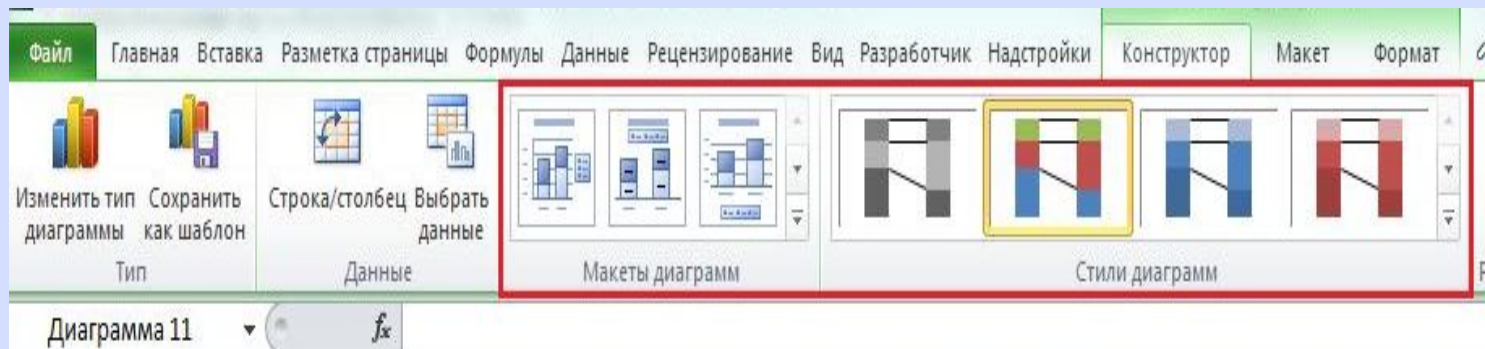 Файл Главная Вставка Разметка страницы Формулы Данные Рецензирование Вид Разработчик Надстройки Конструктор Макет Формат
Изменить тип диаграммы
Сохранить как шаблон
Строка/столбец
Выбрать данные
Тип Данные Макеты диаграмм Стили диаграмм
Диаграмма 11 fx